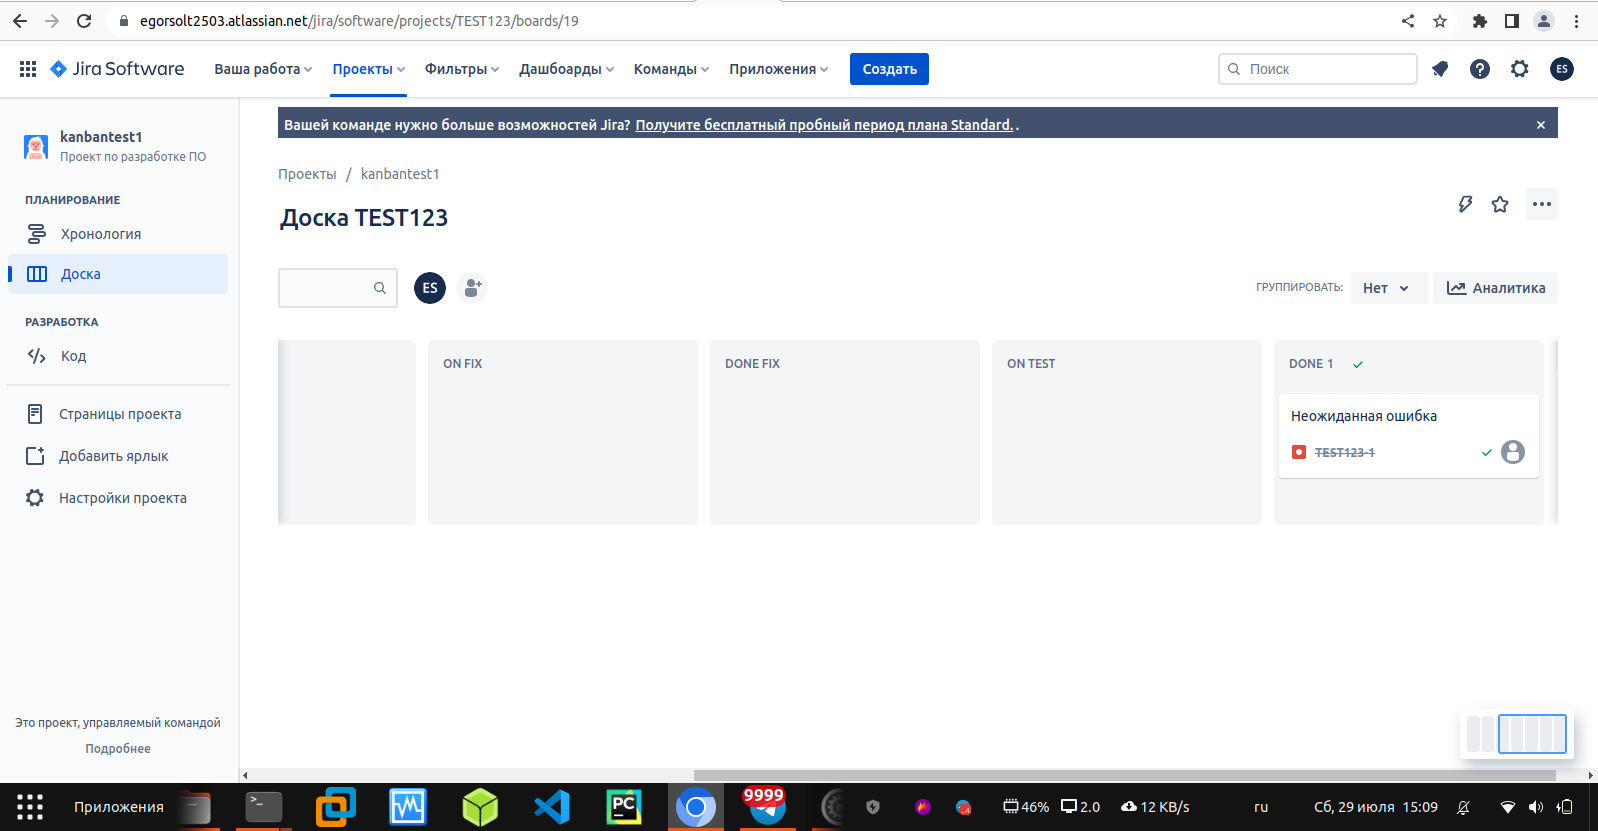 egorsolt2503.atlassian.net/jira/software/projects/TEST123/boards/19
Jira Software
Ваша работа
Проекты
Фильтры
Дашборды
Команды
Приложения
Создать
Поиск
ES
kanbantest1
Проект по разработке ПО
ПЛАНИРОВАНИЕ
Хронология
Доска
РАЗРАБОТКА
Код
Страницы проекта
Добавить ярлык
Настройки проекта
Это проект, управляемый командой
Подробнее
Вашей команде нужно больше возможностей Jira? Получите бесплатный пробный период плана Standard. .
Проекты / kanbantest1
Доска TEST123
ES
ГРУППИРОВАТЬ:
Нет
Аналитика
ON FIX
DONE FIX
ON TEST
DONE 1
Неожиданная ошибка
TEST123-1
Приложения
>_
PC
9999
46%
2.0
12 KB/s
ru
Сб, 29 июля 15:09